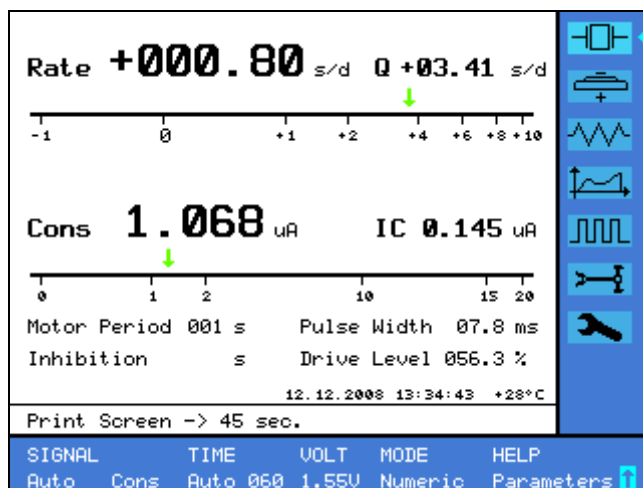 Rate +000.80 s/d Q +03.41 s/d
-1 0 +1 +2 +4 +6 +8 +10
Cons 1.068 uA IC 0.145 uA
0 1 2 10 15 20
Motor Period 001 s Pulse Width 07.8 ms
Inhibition s Drive Level 056.3 %
12.12.2008 13:34:43 +28°C
Print Screen -> 45 sec.
SIGNAL TIME VOLT MODE HELP
Auto Cons Auto 060 1.55V Numeric Parameters